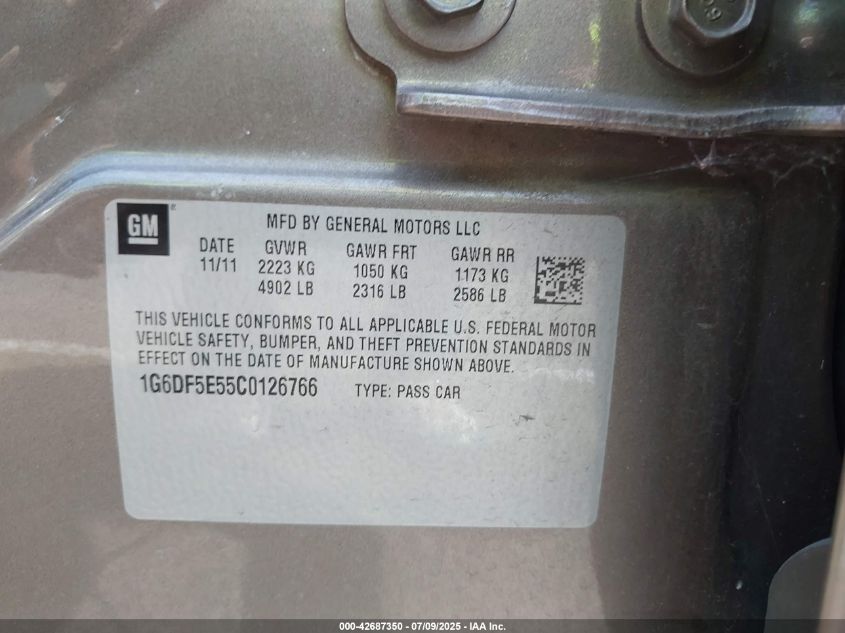 GM
MFD BY GENERAL MOTORS LLC
DATE GVWR GAWR FRT GAWR RR
11/11 2223 KG 1050 KG 1173 KG
4902 LB 2316 LB 2586 LB
THIS VEHICLE CONFORMS TO ALL APPLICABLE U.S. FEDERAL MOTOR
VEHICLE SAFETY, BUMPER, AND THEFT PREVENTION STANDARDS IN
EFFECT ON THE DATE OF MANUFACTURE SHOWN ABOVE.
1G6DF5E55C0126766 TYPE: PASS CAR
000-42687350 - 07/09/2025 - IAA Inc.